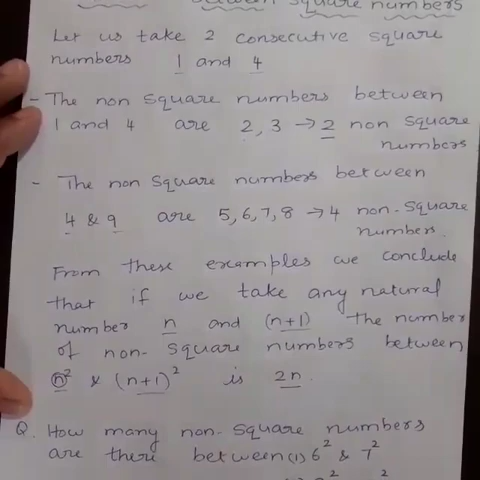 between square numbers
Let us take 2 consecutive square
numbers 1 and 4
- The non square numbers between
1 and 4 are 2, 3 → 2 non square
numbers
- The non square numbers between
4 & 9 are 5, 6, 7, 8 → 4 non-square
numbers.
From these examples we conclude
that if we take any natural
number n and (n+1) the number
of non-square numbers between
n² & (n+1)² is 2n.
Q. How many non-square numbers
are there between (1) 6² & 7²